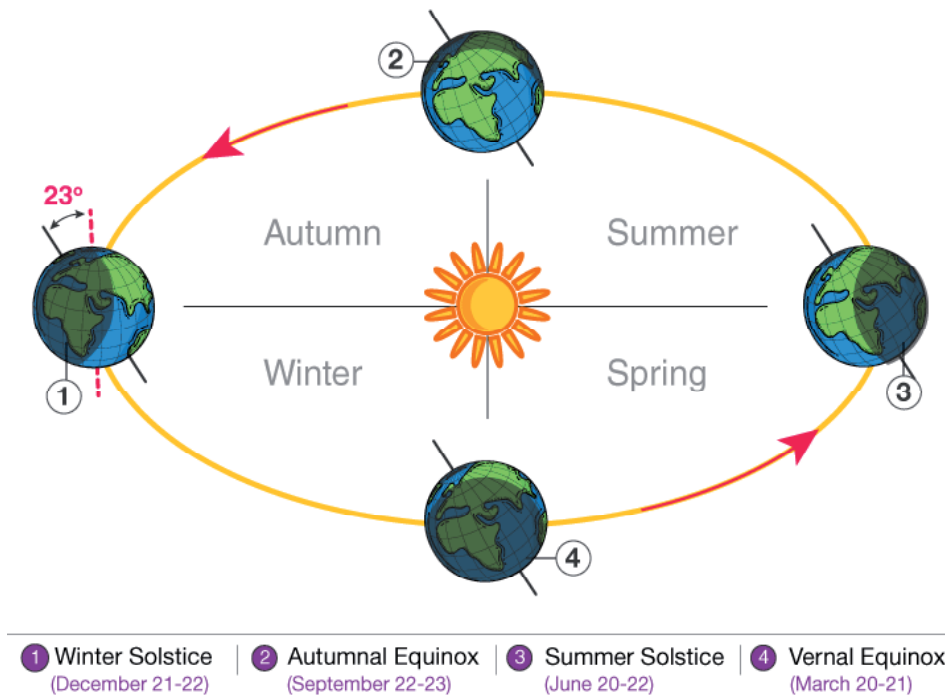 2
23º
Autumn
Summer
1
Winter
Spring
3
4
1 Winter Solstice
(December 21-22)
2 Autumnal Equinox
(September 22-23)
3 Summer Solstice
(June 20-22)
4 Vernal Equinox
(March 20-21)